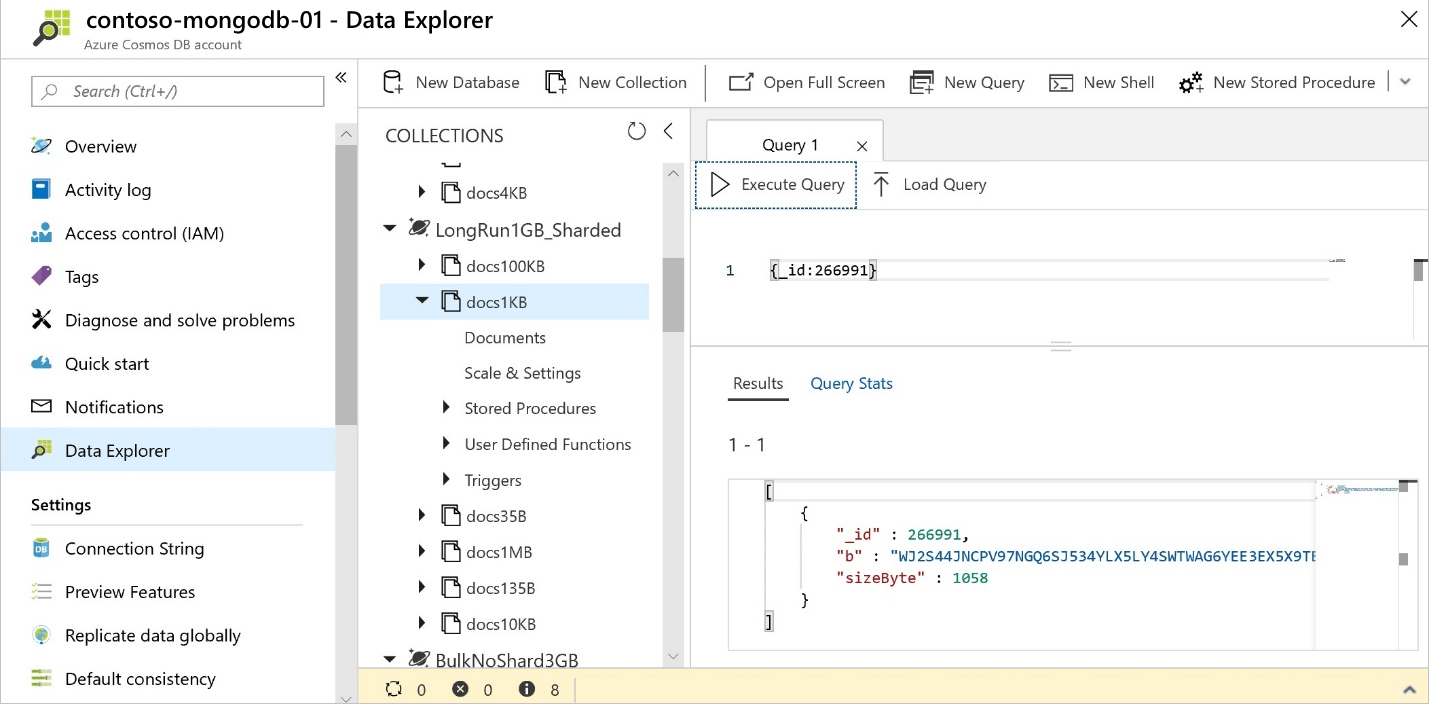 contoso-mongodb-01 - Data Explorer
Azure Cosmos DB account
Search (Ctrl+/)
Overview
Activity log
Access control (IAM)
Tags
Diagnose and solve problems
Quick start
Notifications
Data Explorer
Settings
Connection String
Preview Features
Replicate data globally
Default consistency
New Database
New Collection
Open Full Screen
New Query
New Shell
New Stored Procedure
COLLECTIONS
docs4KB
LongRun1GB_Sharded
docs100KB
docs1KB
Documents
Scale & Settings
Stored Procedures
User Defined Functions
Triggers
docs35B
docs1MB
docs135B
docs10KB
BulkNoShard3GB
Query 1
Execute Query
Load Query
1 {_id:266991}
Results
Query Stats
1 - 1
[
{
"_id" : 266991,
"b" : "WJ2S44JNCPV97NGQ6SJ534YLX5LY4SWTWAG6YEE3EX5X9TE
"sizeByte" : 1058
}
]
0 0 8